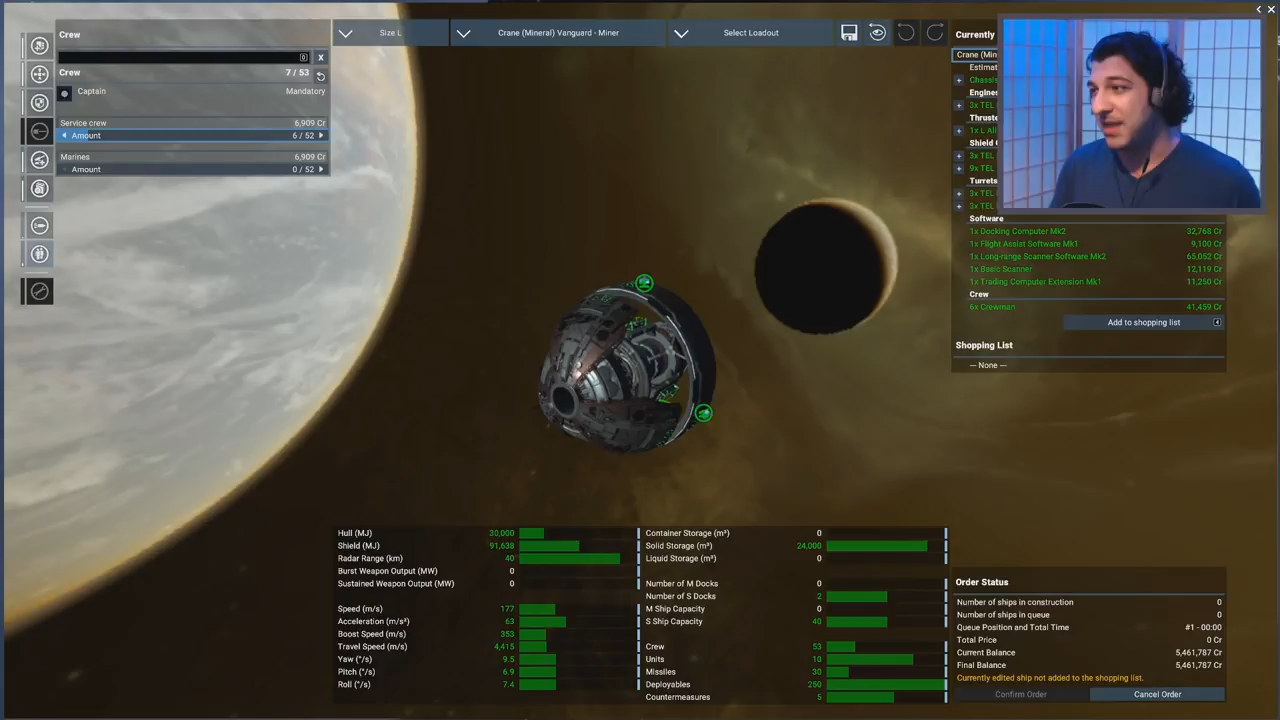 Crew
0
X
Crew 7 / 53
Captain Mandatory
Service crew 6,909 Cr
Amount 6 / 52
Marines 6,909 Cr
Amount 0 / 52
Size L
Crane (Mineral) Vanguard - Miner
Select Loadout
Currently
Crane (Min
Estimat
Chassis
Engines
3x TEL
Thruste
1x L All
Shield G
3x TEL
9x TEL
Turrets
3x TEL
3x TEL
Software
1x Docking Computer Mk2 32,768 Cr
1x Flight Assist Software Mk1 9,100 Cr
1x Long-range Scanner Software Mk2 65,052 Cr
1x Basic Scanner 12,119 Cr
1x Trading Computer Extension Mk1 11,250 Cr
Crew
6x Crewman 41,459 Cr
Add to shopping list
Shopping List
— None —
Hull (MJ) 30,000
Shield (MJ) 91,638
Radar Range (km) 40
Burst Weapon Output (MW) 0
Sustained Weapon Output (MW) 0
Speed (m/s) 177
Acceleration (m/s²) 63
Boost Speed (m/s) 353
Travel Speed (m/s) 4,415
Yaw (°/s) 9.5
Pitch (°/s) 6.9
Roll (°/s) 7.4
Container Storage (m³) 0
Solid Storage (m³) 24,000
Liquid Storage (m³) 0
Number of M Docks 0
Number of S Docks 2
M Ship Capacity 0
S Ship Capacity 40
Crew 53
Units 10
Missiles 30
Deployables 250
Countermeasures 5
Order Status
Number of ships in construction 0
Number of ships in queue 0
Queue Position and Total Time #1 - 00:00
Total Price 0 Cr
Current Balance 5,461,787 Cr
Final Balance 5,461,787 Cr
Currently edited ship not added to the shopping list.
Confirm Order
Cancel Order